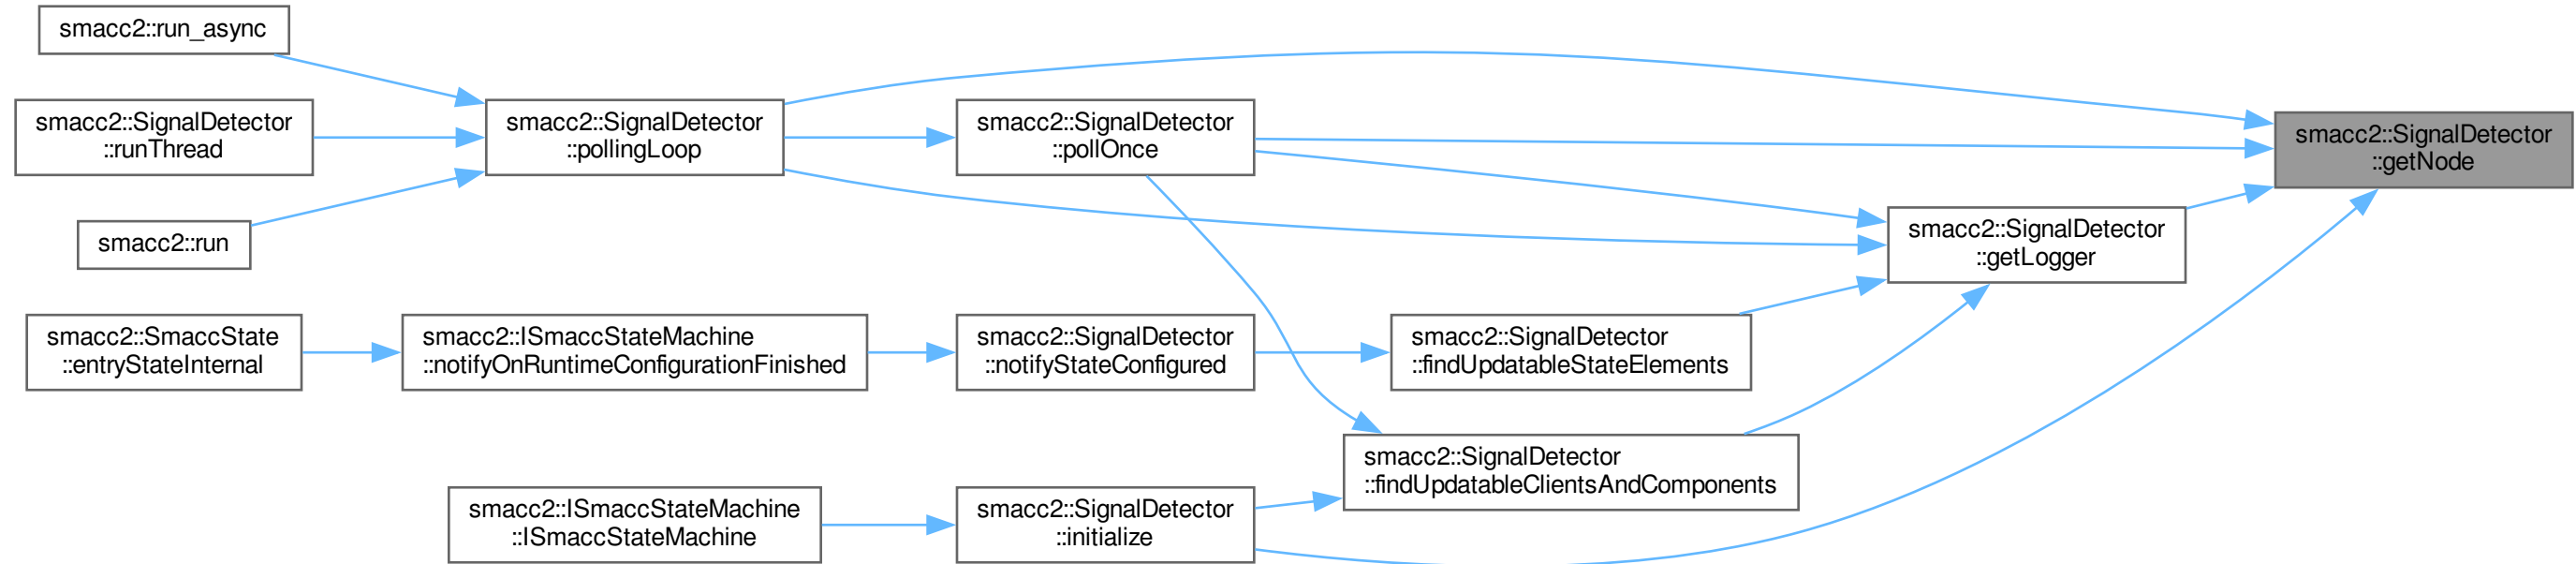 smacc2::run_async
smacc2::SignalDetector
::runThread
smacc2::run
smacc2::SignalDetector
::pollingLoop
smacc2::SignalDetector
::pollOnce
smacc2::SignalDetector
::getNode
smacc2::SignalDetector
::getLogger
smacc2::SmaccState
::entryStateInternal
smacc2::ISmaccStateMachine
::notifyOnRuntimeConfigurationFinished
smacc2::SignalDetector
::notifyStateConfigured
smacc2::SignalDetector
::findUpdatableStateElements
smacc2::SignalDetector
::findUpdatableClientsAndComponents
smacc2::ISmaccStateMachine
::ISmaccStateMachine
smacc2::SignalDetector
::initialize